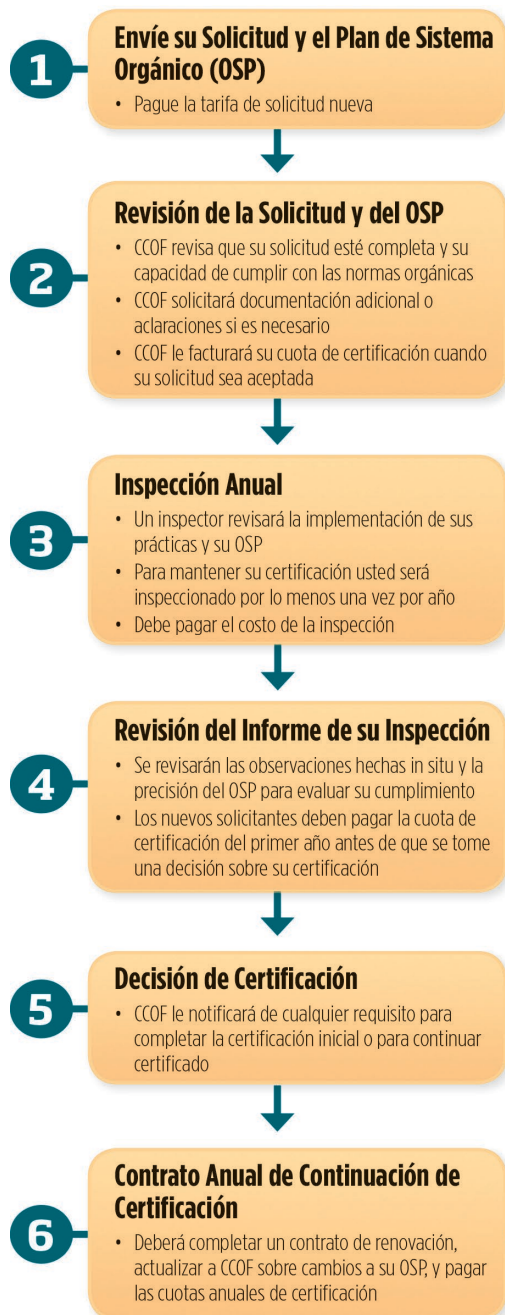 1
Envíe su Solicitud y el Plan de Sistema
Orgánico (OSP)
• Pague la tarifa de solicitud nueva
2
Revisión de la Solicitud y del OSP
• CCOF revisa que su solicitud esté completa y su
capacidad de cumplir con las normas orgánicas
• CCOF solicitará documentación adicional o
aclaraciones si es necesario
• CCOF le facturará su cuota de certificación cuando
su solicitud sea aceptada
3
Inspección Anual
• Un inspector revisará la implementación de sus
prácticas y su OSP
• Para mantener su certificación usted será
inspeccionado por lo menos una vez por año
• Debe pagar el costo de la inspección
4
Revisión del Informe de su Inspección
• Se revisarán las observaciones hechas in situ y la
precisión del OSP para evaluar su cumplimiento
• Los nuevos solicitantes deben pagar la cuota de
certificación del primer año antes de que se tome
una decisión sobre su certificación
5
Decisión de Certificación
• CCOF le notificará de cualquier requisito para
completar la certificación inicial o para continuar
certificado
6
Contrato Anual de Continuación de
Certificación
• Deberá completar un contrato de renovación,
actualizar a CCOF sobre cambios a su OSP, y pagar
las cuotas anuales de certificación